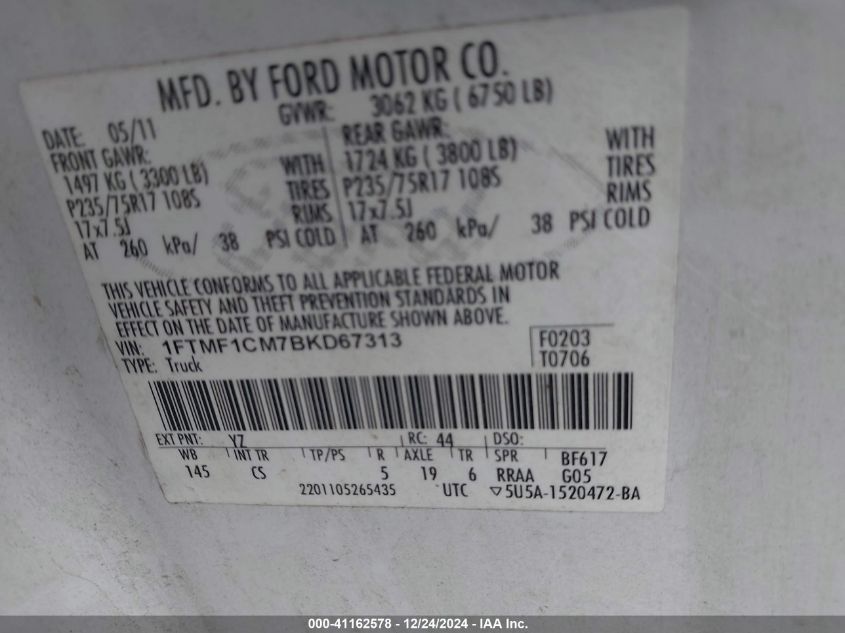 MFD. BY FORD MOTOR CO.
DATE: 05/11 GVWR: 3062 KG ( 6750 LB)
FRONT GAWR: REAR GAWR:
1497 KG ( 3300 LB) WITH 1724 KG ( 3800 LB) WITH
P235/75R17 108S TIRES P235/75R17 108S TIRES
17x7.5J RIMS 17x7.5J RIMS
AT 260 kPa/ 38 PSI COLD AT 260 kPa/ 38 PSI COLD
THIS VEHICLE CONFORMS TO ALL APPLICABLE FEDERAL MOTOR
VEHICLE SAFETY AND THEFT PREVENTION STANDARDS IN
EFFECT ON THE DATE OF MANUFACTURE SHOWN ABOVE.
VIN: 1FTMF1CM7BKD67313 F0203
TYPE: Truck T0706
EXT PNT: YZ RC: 44 DSO:
WB INT TR TP/PS R AXLE TR SPR BF617
145 CS 5 19 6 RRAA G05
2201105265435 UTC ▽5U5A-1520472-BA
000-41162578 - 12/24/2024 - IAA Inc.